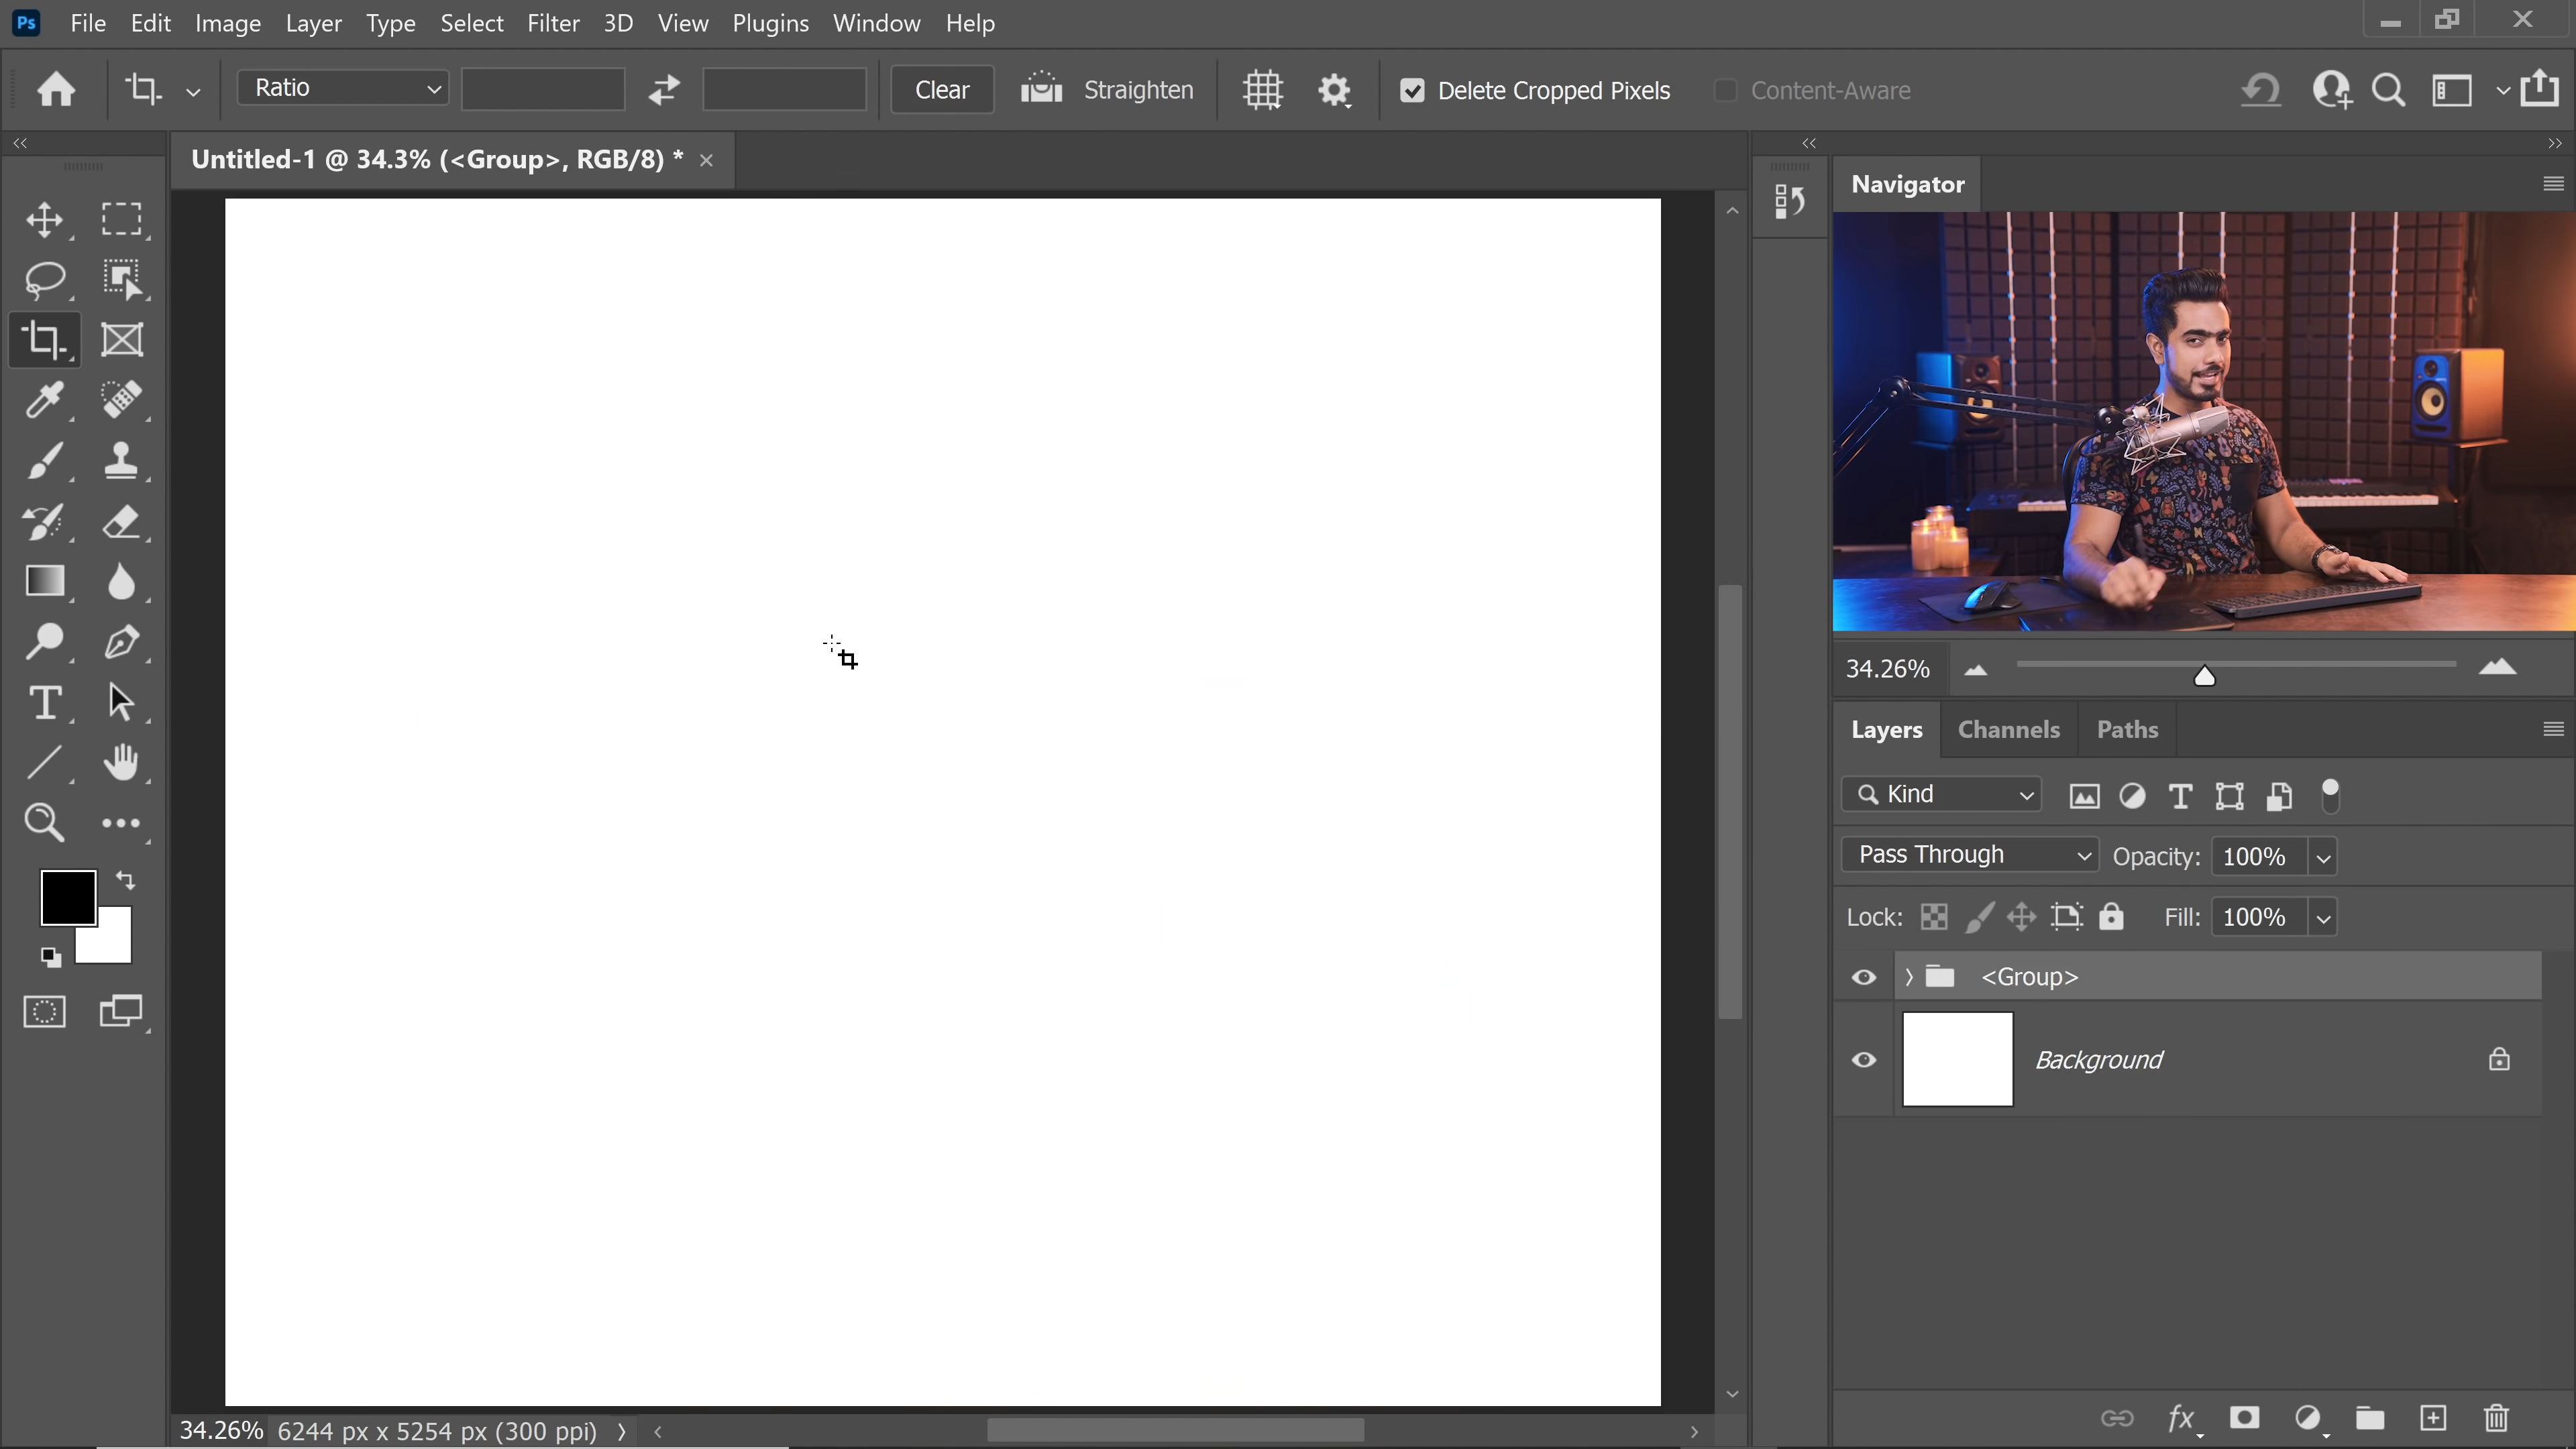 Ps File Edit Image Layer Type Select Filter 3D View Plugins Window Help
Ratio Clear Straighten Delete Cropped Pixels Content-Aware
Untitled-1 @ 34.3% (<Group>, RGB/8) *
Navigator
34.26%
Layers Channels Paths
Kind
Pass Through Opacity: 100%
Lock: Fill: 100%
<Group>
Background
fx
34.26% 6244 px x 5254 px (300 ppi)